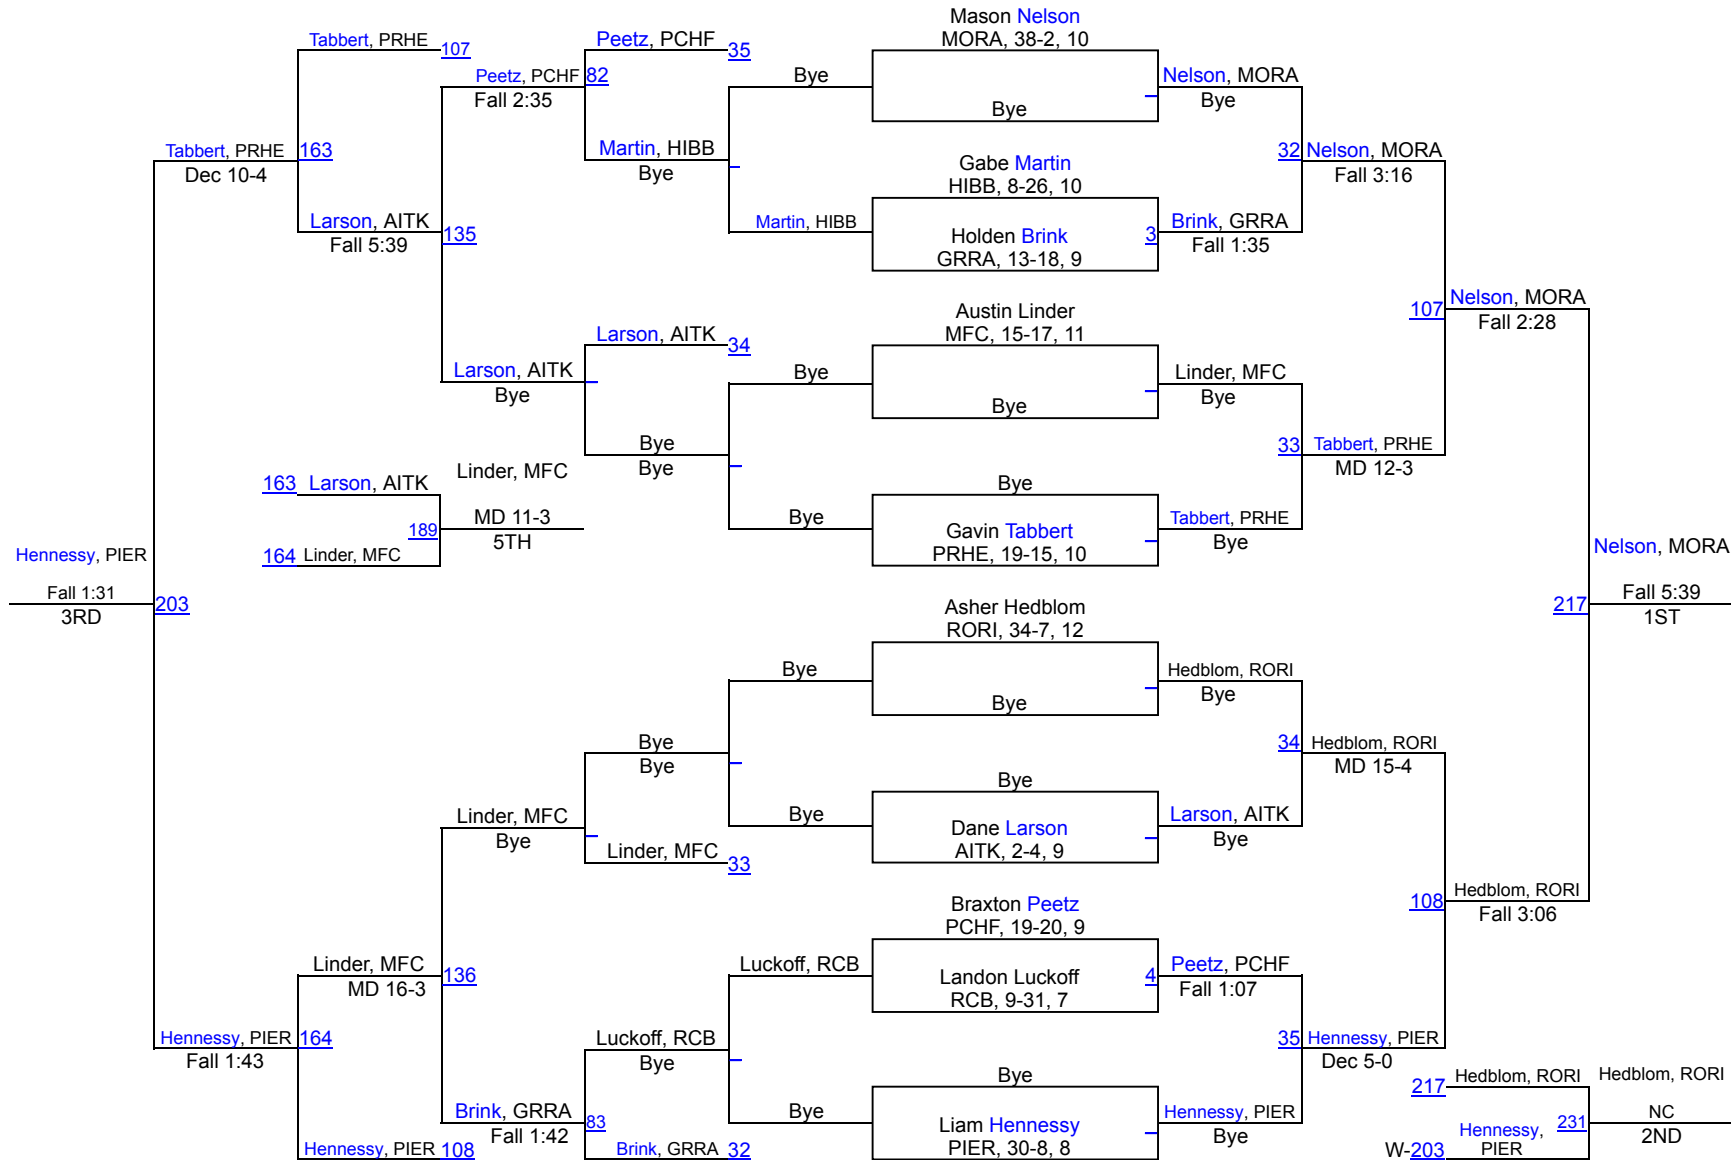 Mason Nelson
MORA, 38-2, 10
Tabbert, PRHE
107
Peetz, PCHF
35
Peetz, PCHF
82
Fall 2:35
Bye
Bye
Nelson, MORA
Bye
Martin, HIBB
Bye
Tabbert, PRHE
163
Dec 10-4
Gabe Martin
HIBB, 8-26, 10
32
Nelson, MORA
Fall 3:16
Larson, AITK
135
Fall 5:39
Martin, HIBB
Holden Brink
GRRA, 13-18, 9
3
Brink, GRRA
Fall 1:35
Austin Linder
MFC, 15-17, 11
107
Nelson, MORA
Fall 2:28
Larson, AITK
34
Larson, AITK
Bye
Bye
Bye
Linder, MFC
Bye
Bye
Bye
33
Tabbert, PRHE
MD 12-3
Linder, MFC
163
Larson, AITK
189
MD 11-3
5TH
164
Linder, MFC
Bye
Bye
Gavin Tabbert
PRHE, 19-15, 10
Tabbert, PRHE
Bye
Hennessy, PIER
Fall 1:31
3RD
203
Nelson, MORA
217
Fall 5:39
1ST
Asher Hedblom
RORI, 34-7, 12
Bye
Bye
Hedblom, RORI
Bye
Bye
Bye
34
Hedblom, RORI
MD 15-4
Linder, MFC
Bye
Linder, MFC
33
Bye
Bye
Dane Larson
AITK, 2-4, 9
Larson, AITK
Bye
Braxton Peetz
PCHF, 19-20, 9
108
Hedblom, RORI
Fall 3:06
Linder, MFC
136
MD 16-3
Luckoff, RCB
Landon Luckoff
RCB, 9-31, 7
4
Peetz, PCHF
Fall 1:07
Hennessy, PIER
164
Fall 1:43
Luckoff, RCB
Bye
35
Hennessy, PIER
Dec 5-0
Brink, GRRA
83
Fall 1:42
Bye
Bye
Liam Hennessy
PIER, 30-8, 8
Hennessy, PIER
Bye
Hennessy, PIER
108
Brink, GRRA
32
217
Hedblom, RORI
Hedblom, RORI
231
NC
2ND
W-203
Hennessy,
PIER